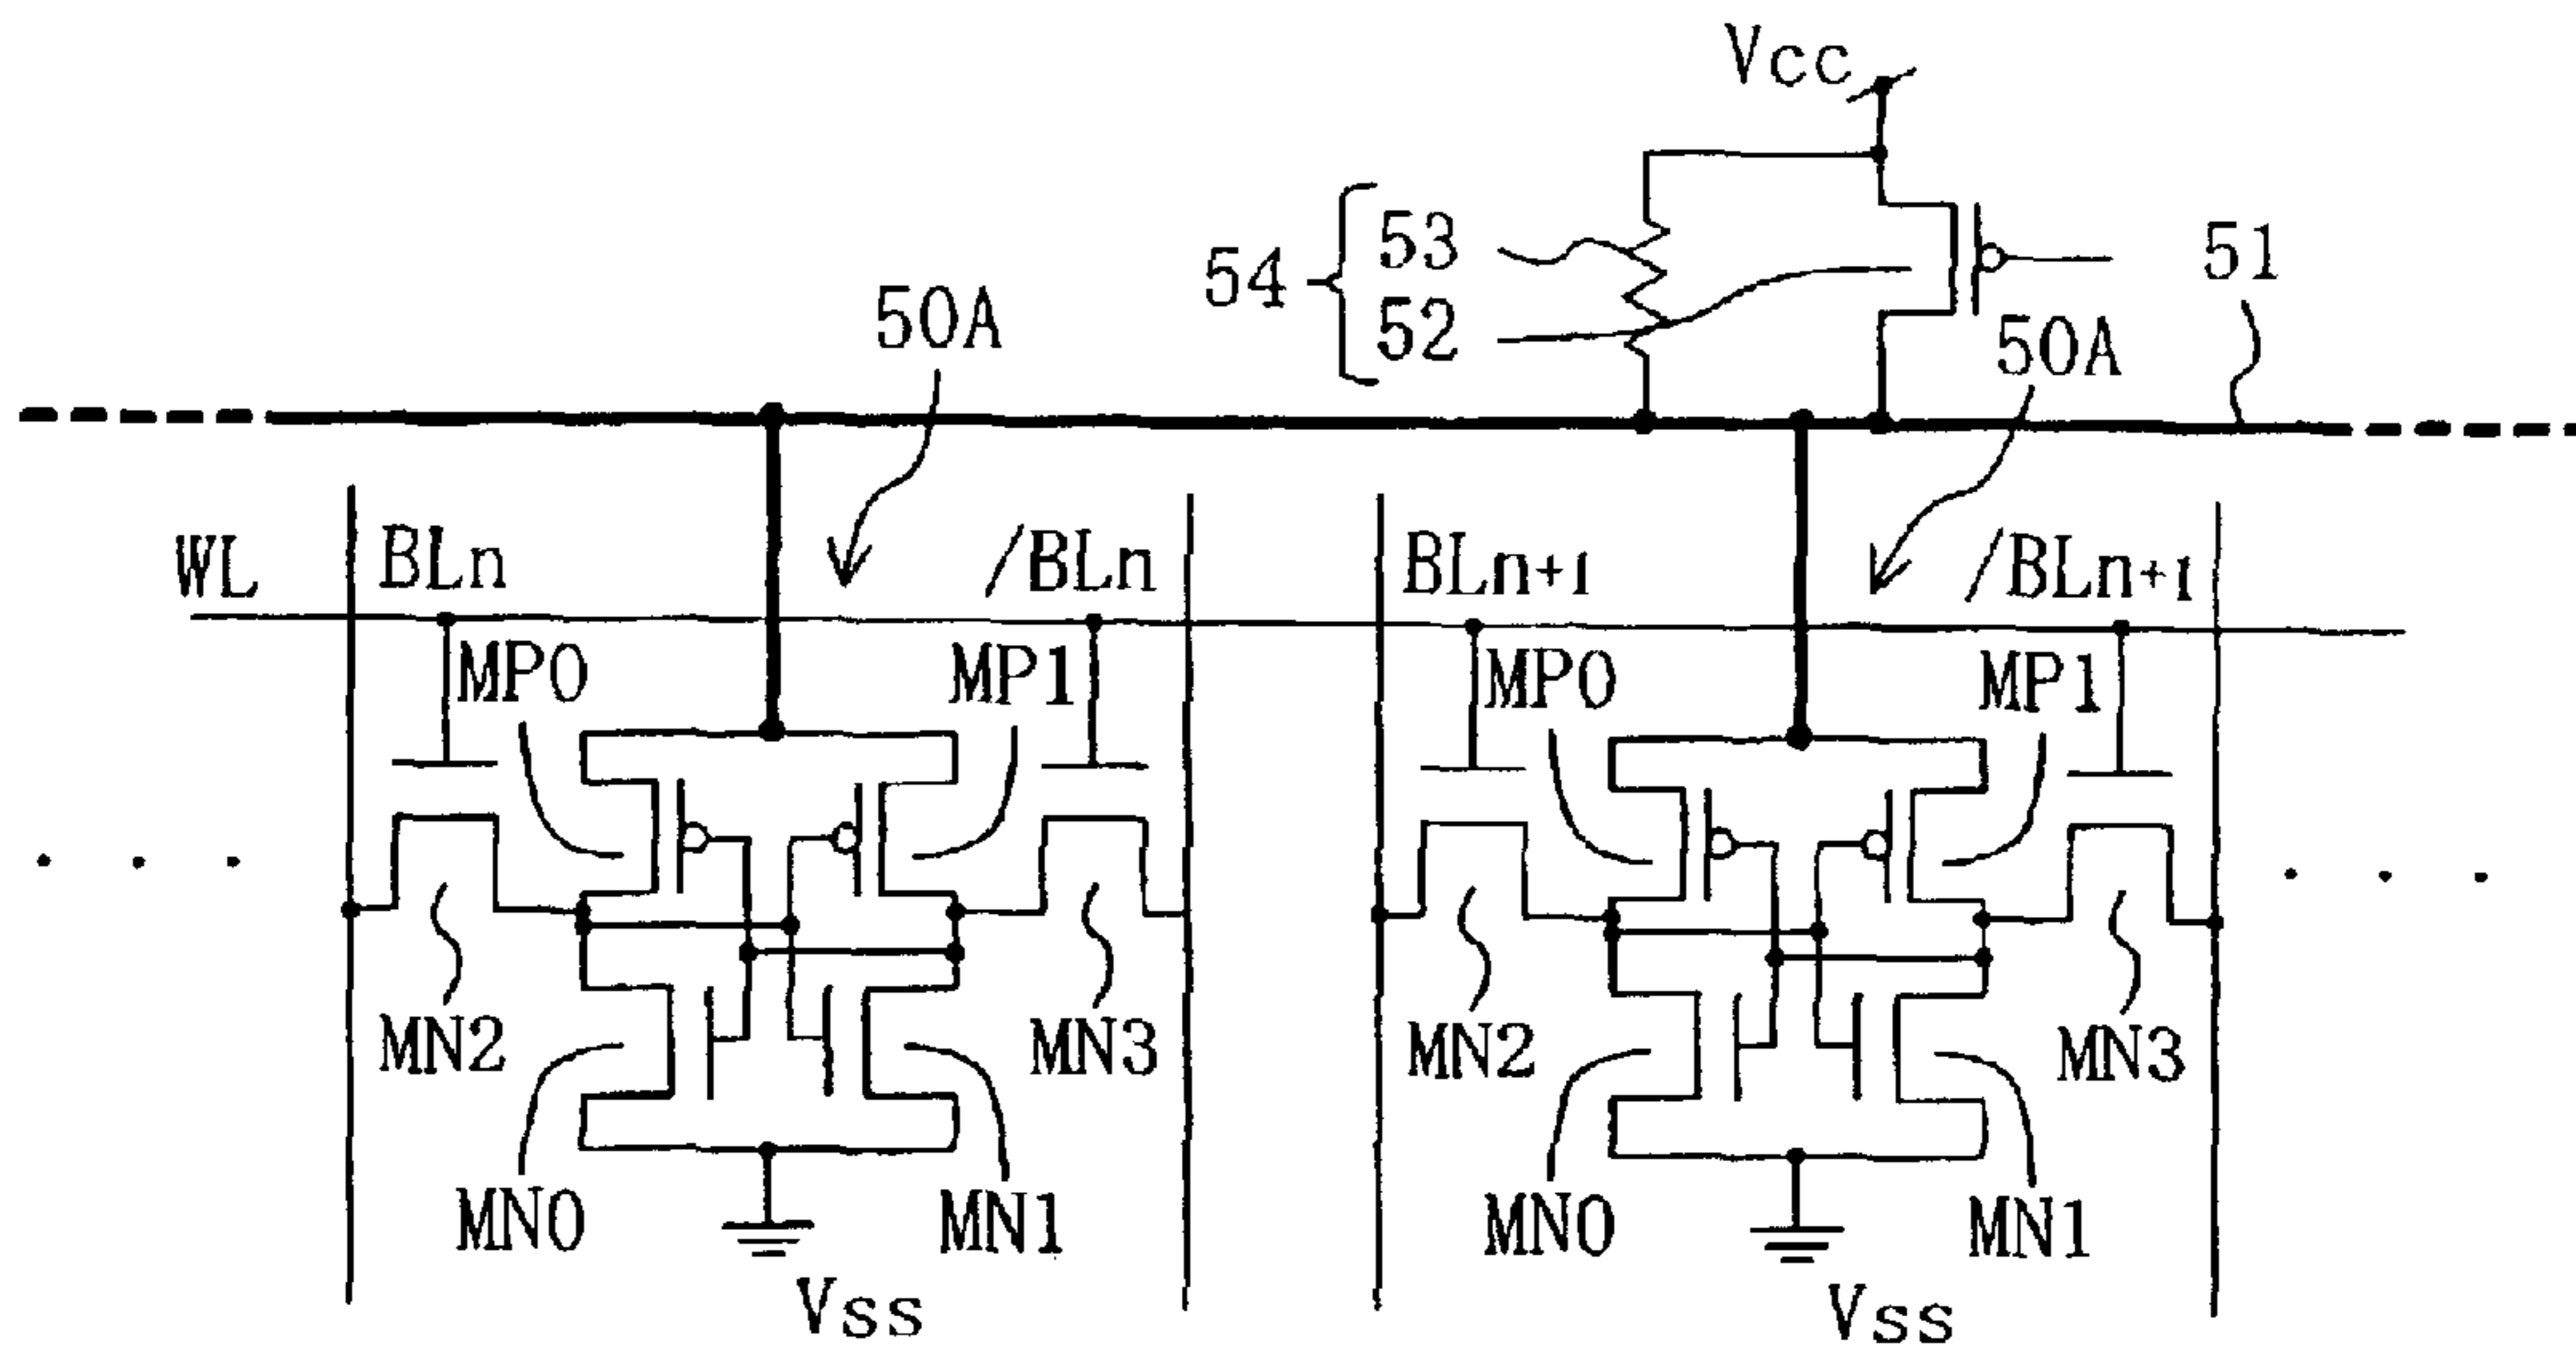 Vcc
54
53
52
51
50A
50A
WL
BLn
/BLn
BLn+1
/BLn+1
MP0
MP1
MP0
MP1
MN2
MN3
MN2
MN3
MN0
MN1
MN0
MN1
Vss
Vss